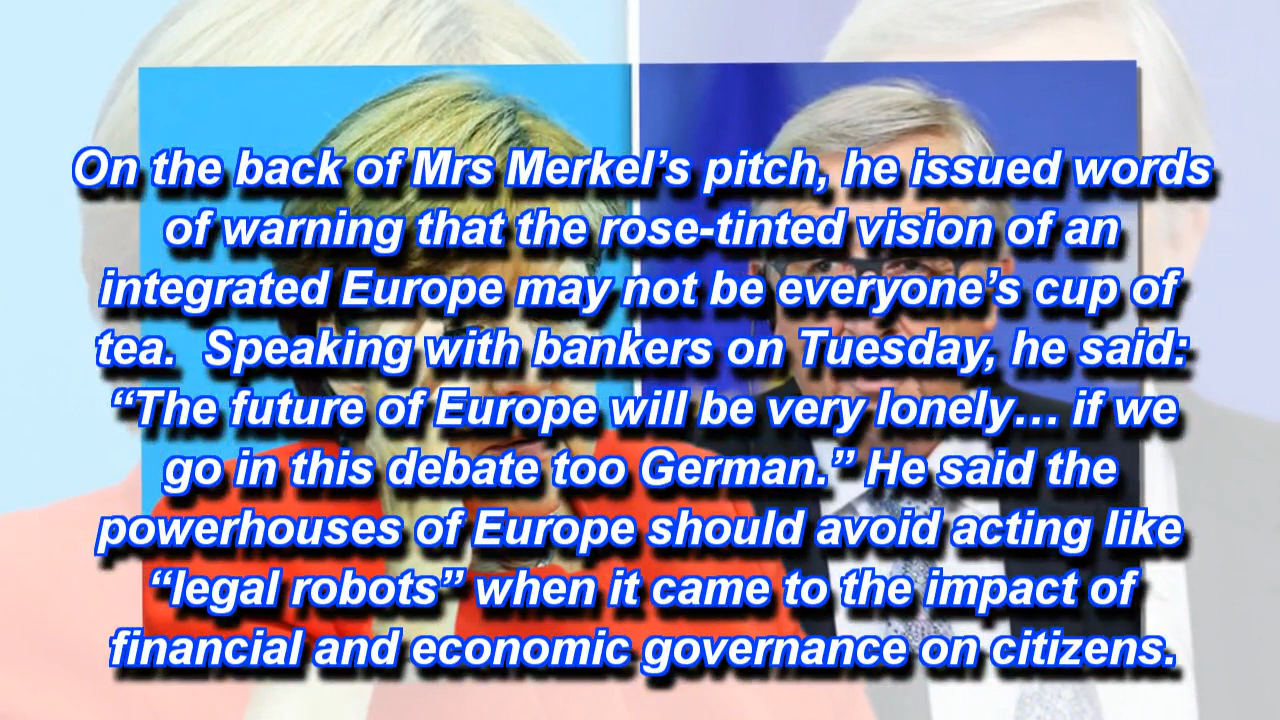 On the back of Mrs Merkel’s pitch, he issued words
of warning that the rose-tinted vision of an
integrated Europe may not be everyone’s cup of
tea.  Speaking with bankers on Tuesday, he said:
“The future of Europe will be very lonely… if we
go in this debate too German.” He said the
powerhouses of Europe should avoid acting like
“legal robots” when it came to the impact of
financial and economic governance on citizens.